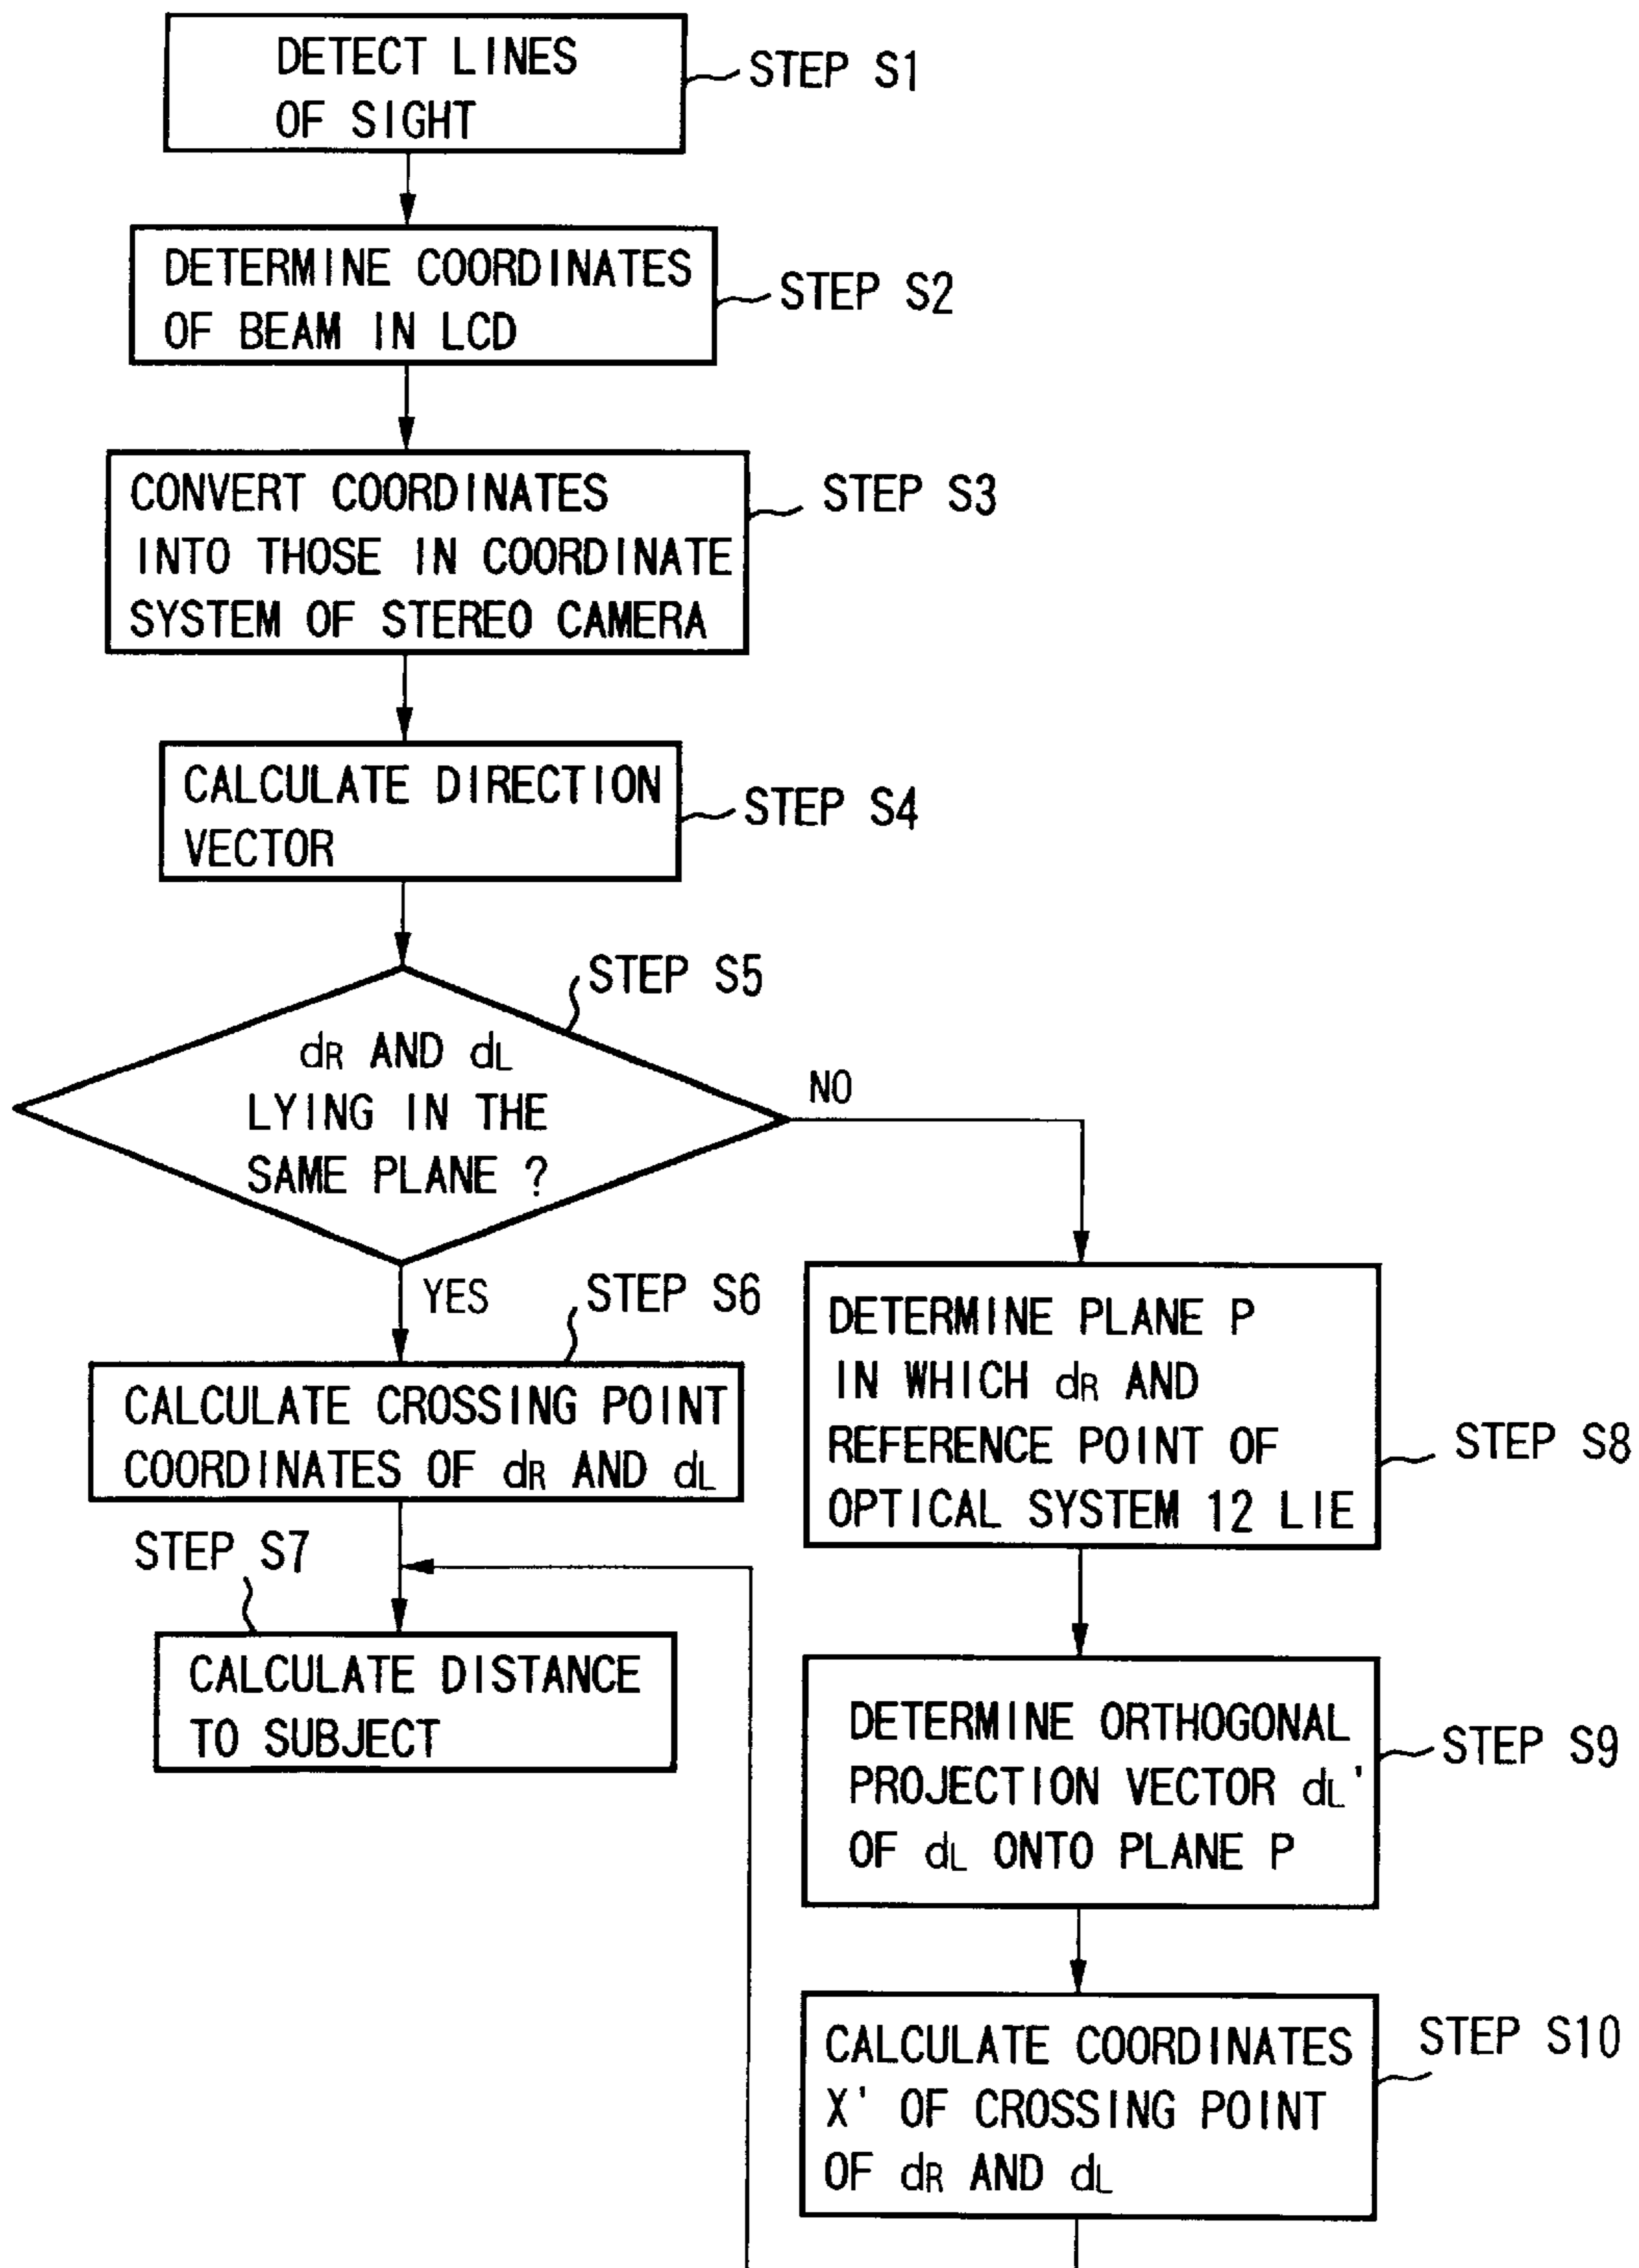 DETECT LINES
OF SIGHT
STEP S1
DETERMINE COORDINATES
OF BEAM IN LCD
STEP S2
CONVERT COORDINATES
INTO THOSE IN COORDINATE
SYSTEM OF STEREO CAMERA
STEP S3
CALCULATE DIRECTION
VECTOR
STEP S4
STEP S5
dR AND dL
LYING IN THE
SAME PLANE ?
NO
YES
STEP S6
CALCULATE CROSSING POINT
COORDINATES OF dR AND dL
STEP S7
CALCULATE DISTANCE
TO SUBJECT
DETERMINE PLANE P
IN WHICH dR AND
REFERENCE POINT OF
OPTICAL SYSTEM 12 LIE
STEP S8
DETERMINE ORTHOGONAL
PROJECTION VECTOR dL'
OF dL ONTO PLANE P
STEP S9
CALCULATE COORDINATES
X' OF CROSSING POINT
OF dR AND dL
STEP S10